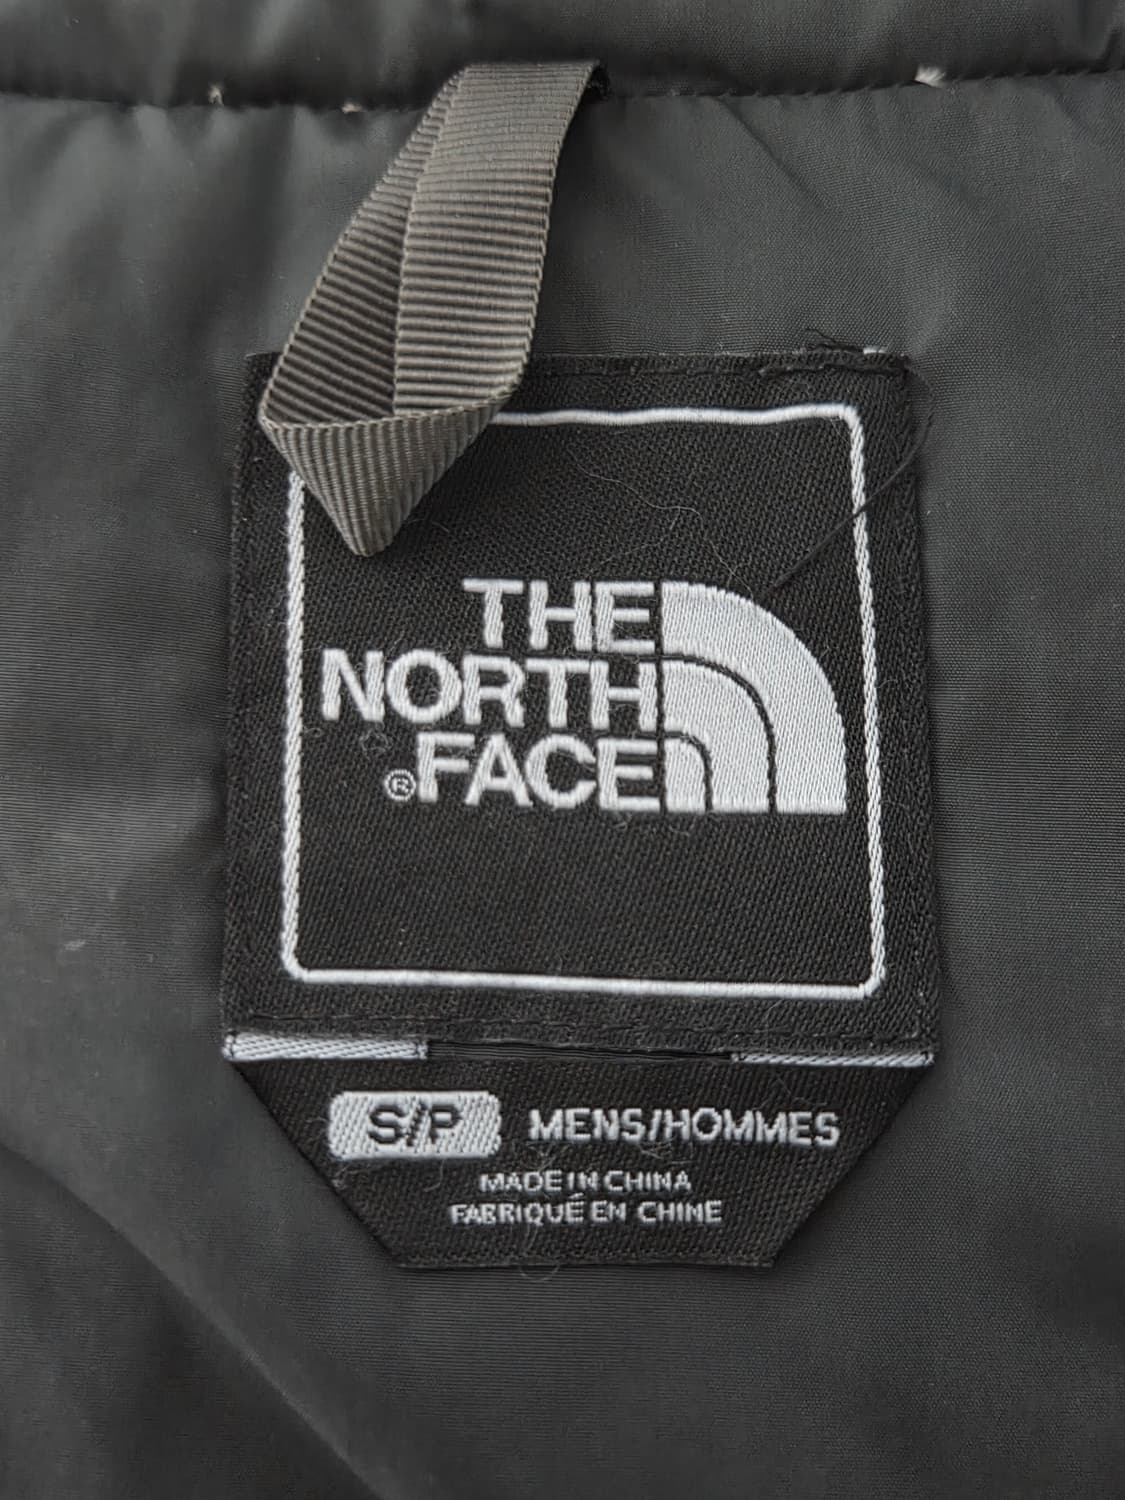 THE
NORTH
®FACE
S/P MENS/HOMMES
MADE IN CHINA
FABRIQUÉ EN CHINE